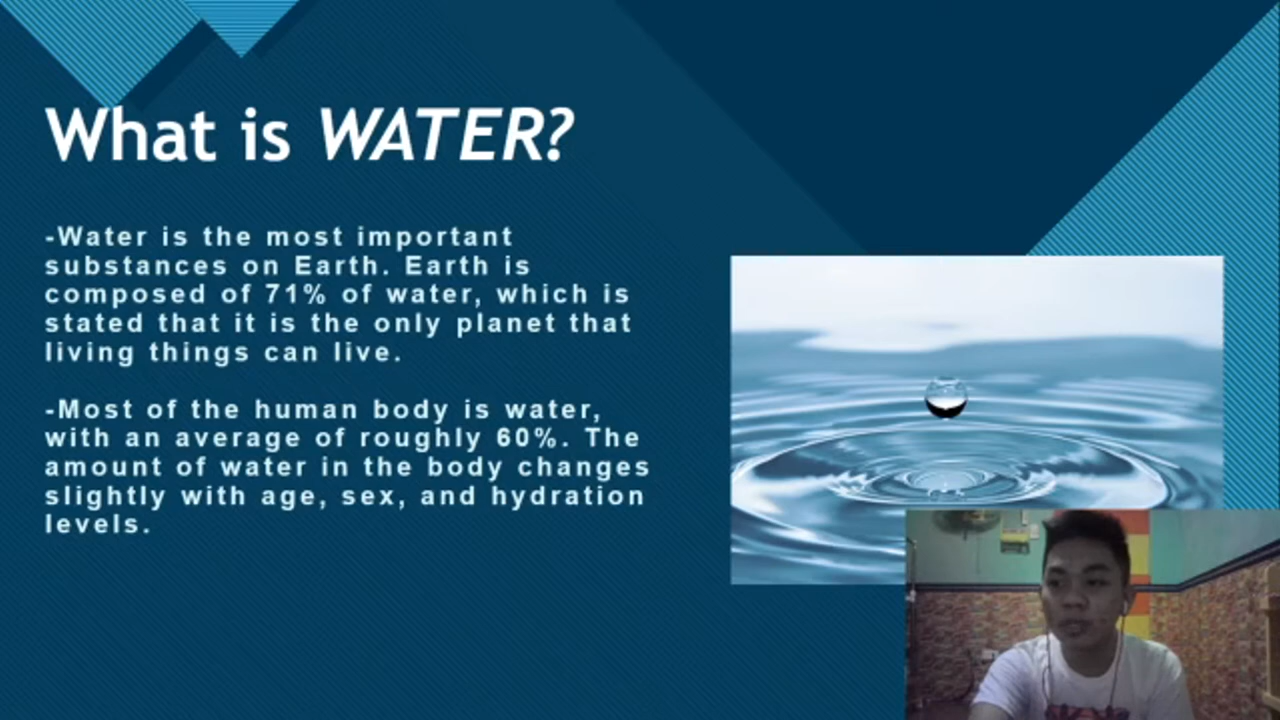 What is WATER?
-Water is the most important
substances on Earth. Earth is
composed of 71% of water, which is
stated that it is the only planet that
living things can live.
-Most of the human body is water,
with an average of roughly 60%. The
amount of water in the body changes
slightly with age, sex, and hydration
levels.